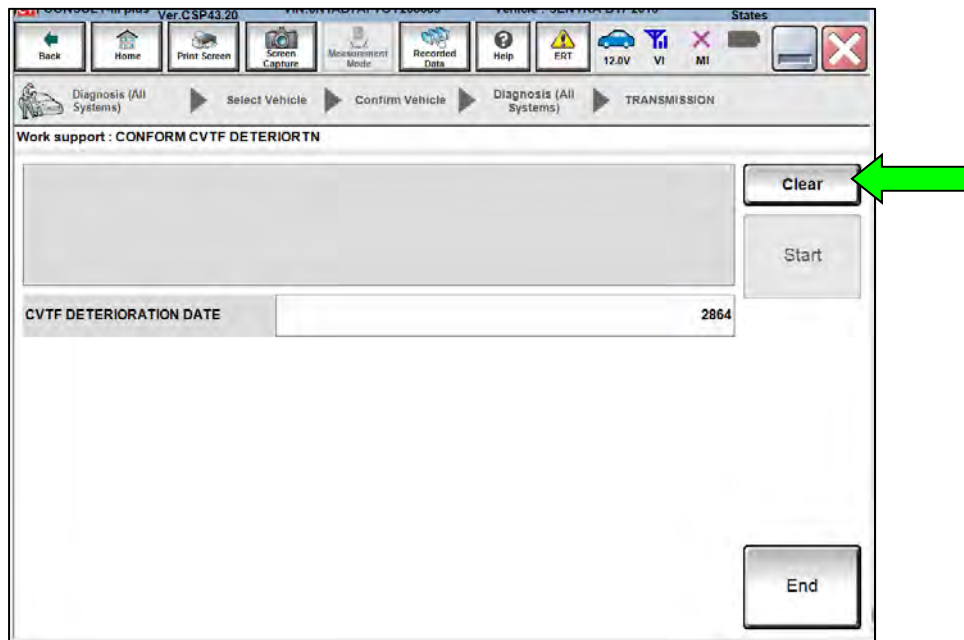 Ver.CSP43.20
States
Back
Home
Print Screen
Screen
Capture
Measurement
Mode
Recorded
Data
Help
ERT
12.0V
VI
MI
Diagnosis (All
Systems)
Select Vehicle
Confirm Vehicle
Diagnosis (All
Systems)
TRANSMISSION
Work support : CONFORM CVTF DETERIORTN
Clear
Start
CVTF DETERIORATION DATE
2864
End